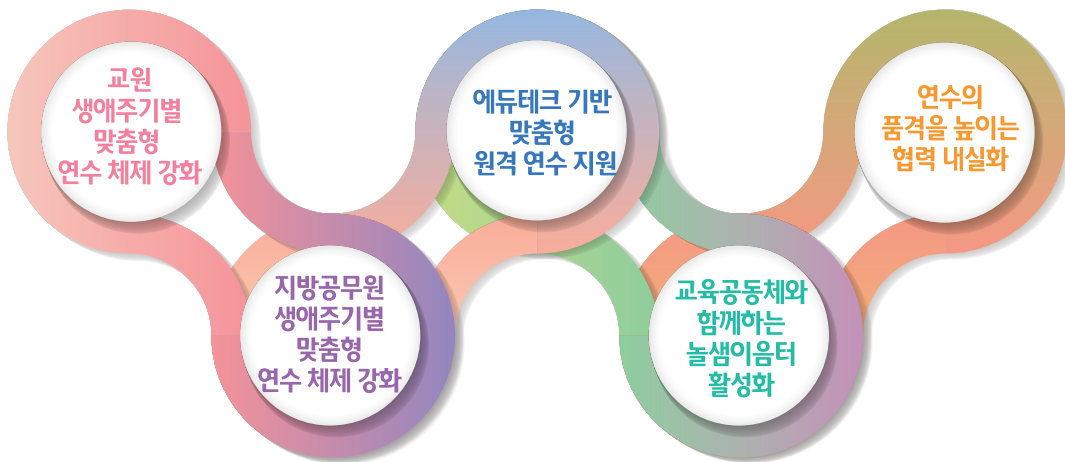 교원
생애주기별
맞춤형
연수 체제 강화
지방공무원
생애주기별
맞춤형
연수 체제 강화
에듀테크 기반
맞춤형
원격 연수 지원
교육공동체와
함께하는
놀샘이음터
활성화
연수의
품격을 높이는
협력 내실화